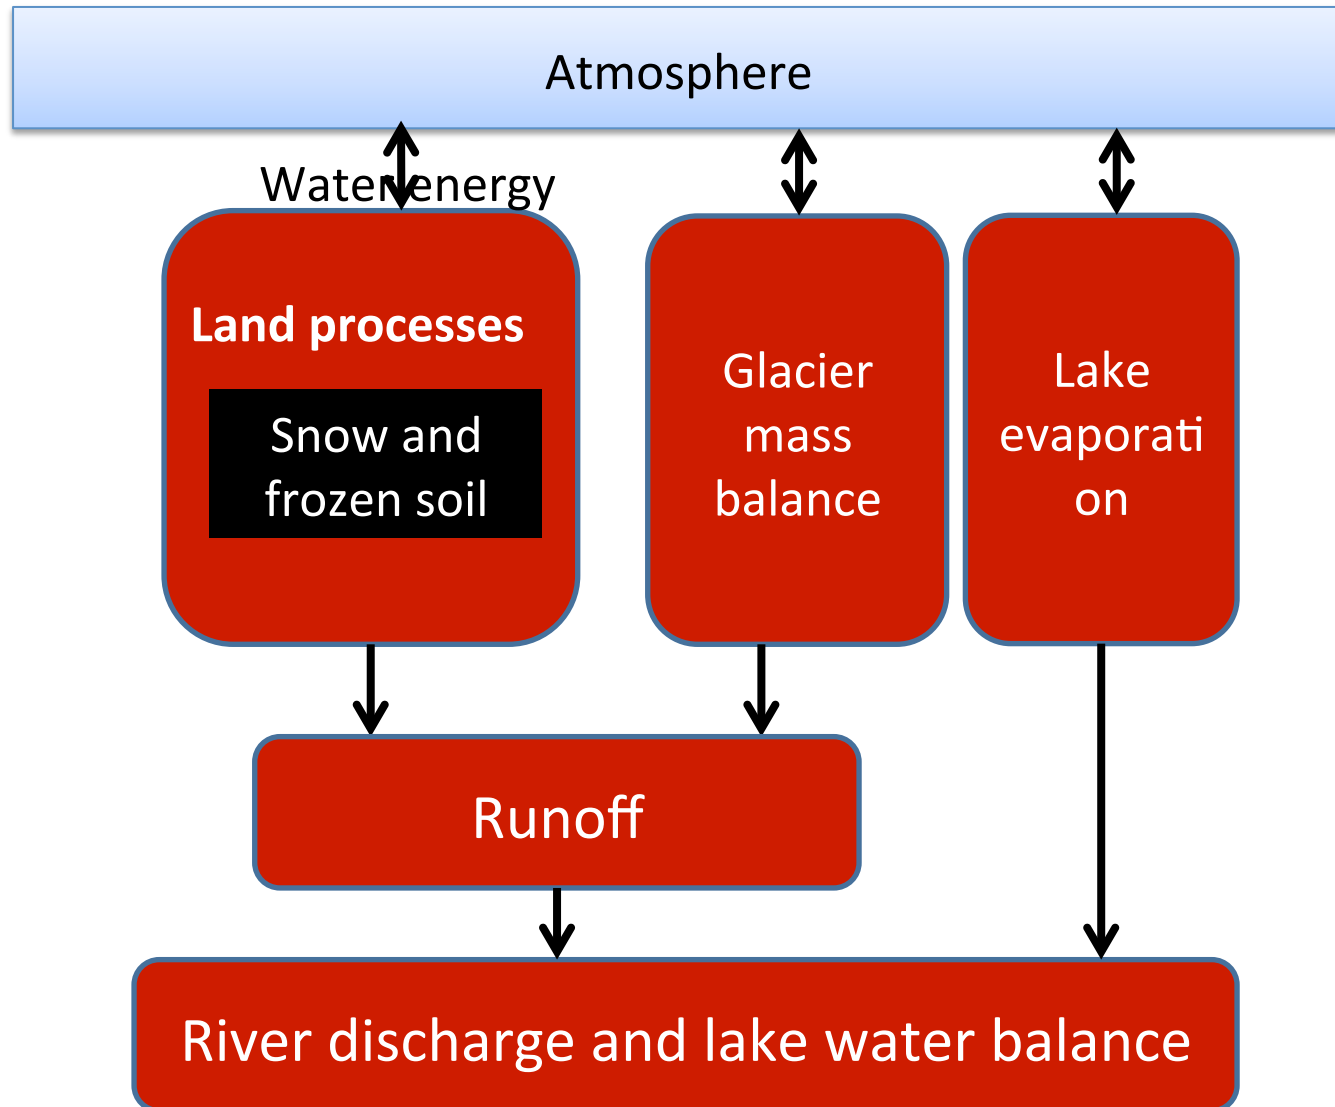 Atmosphere
Water energy
Land processes
Snow and
frozen soil
Glacier
mass
balance
Lake
evaporati
on
Runoff
River discharge and lake water balance